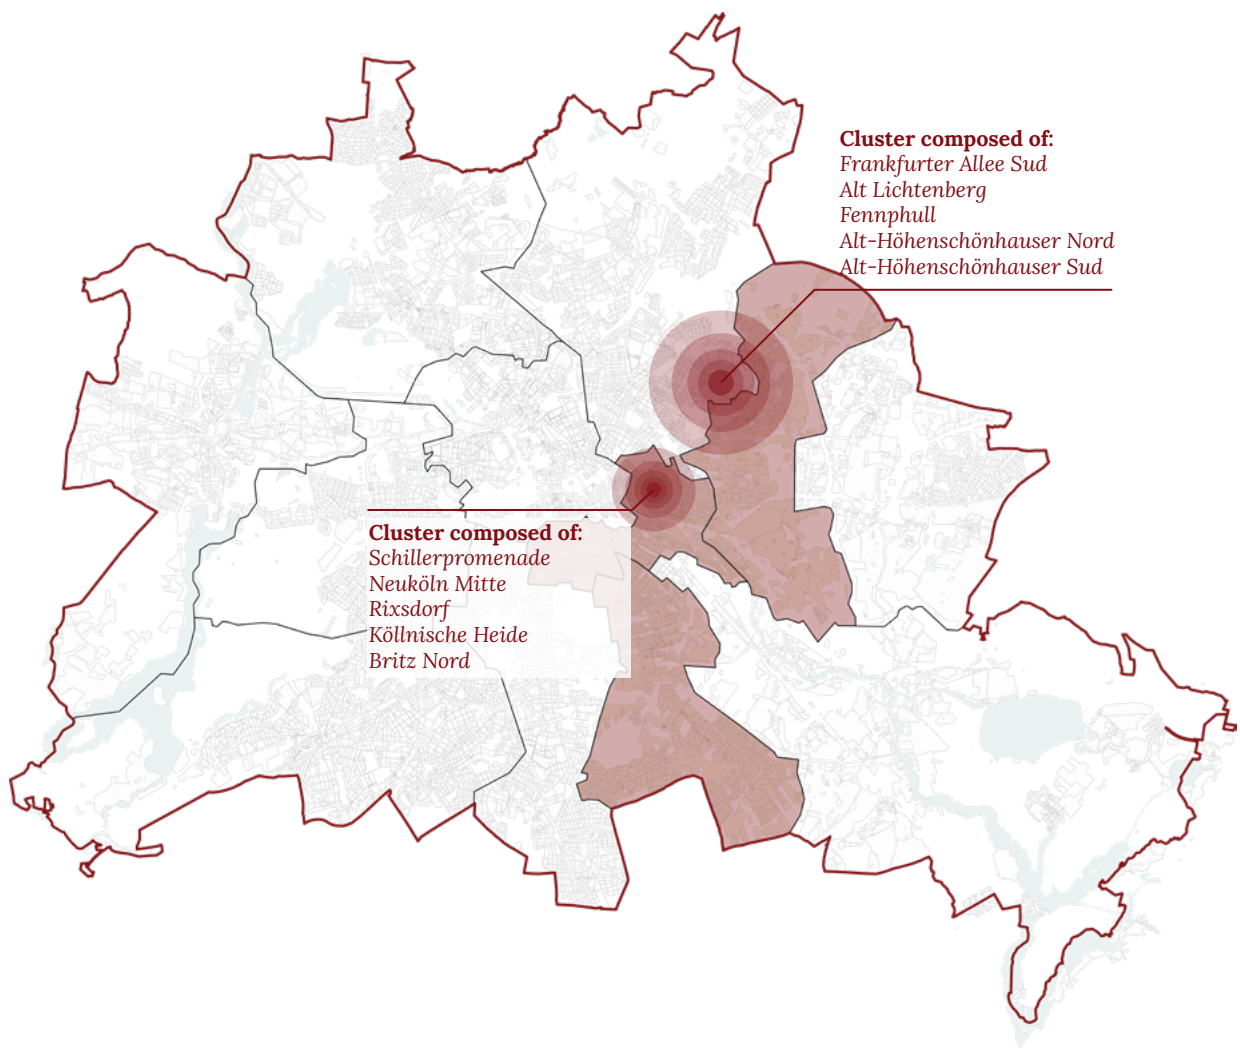 Cluster composed of:
Frankfurter Allee Sud
Alt Lichtenberg
Fennphull
Alt-Höhenschönhauser Nord
Alt-Höhenschönhauser Sud
Cluster composed of:
Schillerpromenade
Neuköln Mitte
Rixsdorf
Köllnische Heide
Britz Nord